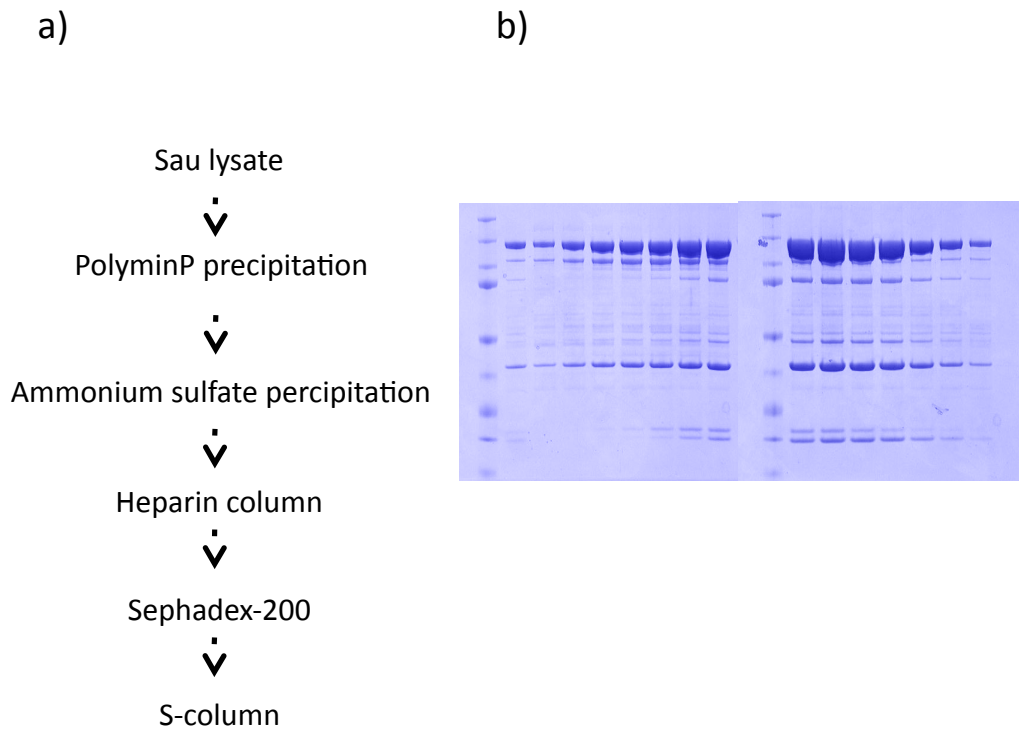 a)
b)
Sau lysate
PolyminP precipitation
Ammonium sulfate percipitation
Heparin column
Sephadex-200
S-column